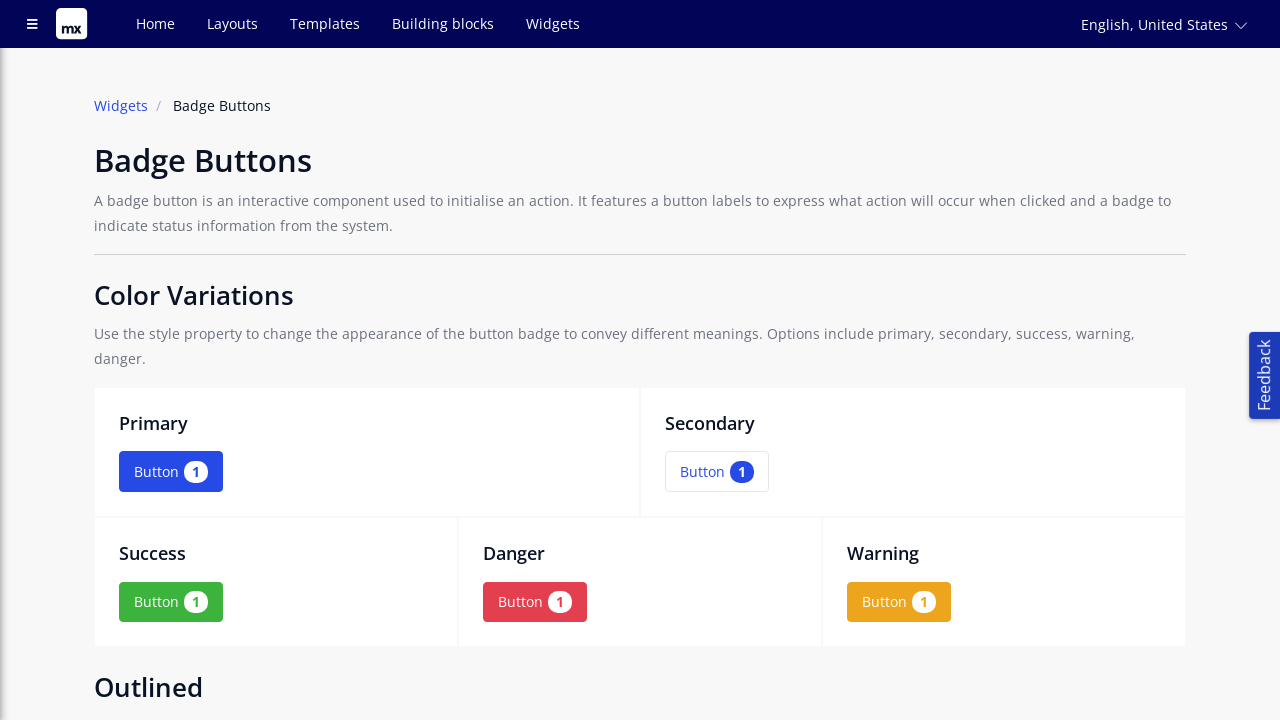 mx Home Layouts Templates Building blocks Widgets English, United States
Widgets / Badge Buttons
Badge Buttons
A badge button is an interactive component used to initialise an action. It features a button labels to express what action will occur when clicked and a badge to
indicate status information from the system.
Color Variations
Use the style property to change the appearance of the button badge to convey different meanings. Options include primary, secondary, success, warning,
danger.
Feedback
Primary Secondary
Button 1 Button 1
Success Danger Warning
Button 1 Button 1 Button 1
Outlined